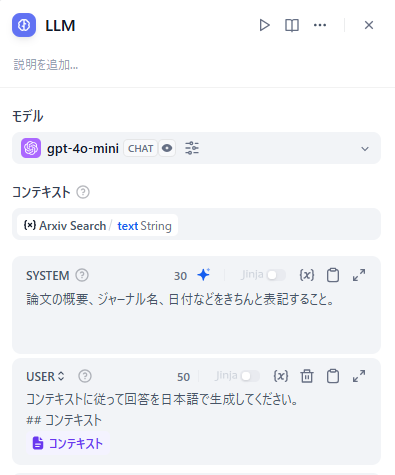 LLM
説明を追加...
モデル
gpt-4o-mini CHAT
コンテキスト
{x} Arxiv Search / text String
SYSTEM 30 Jinja {x}
論文の概要、ジャーナル名、日付などをきちんと表記すること。
USER 50 Jinja {x}
コンテキストに従って回答を日本語で生成してください。
## コンテキスト
コンテキスト